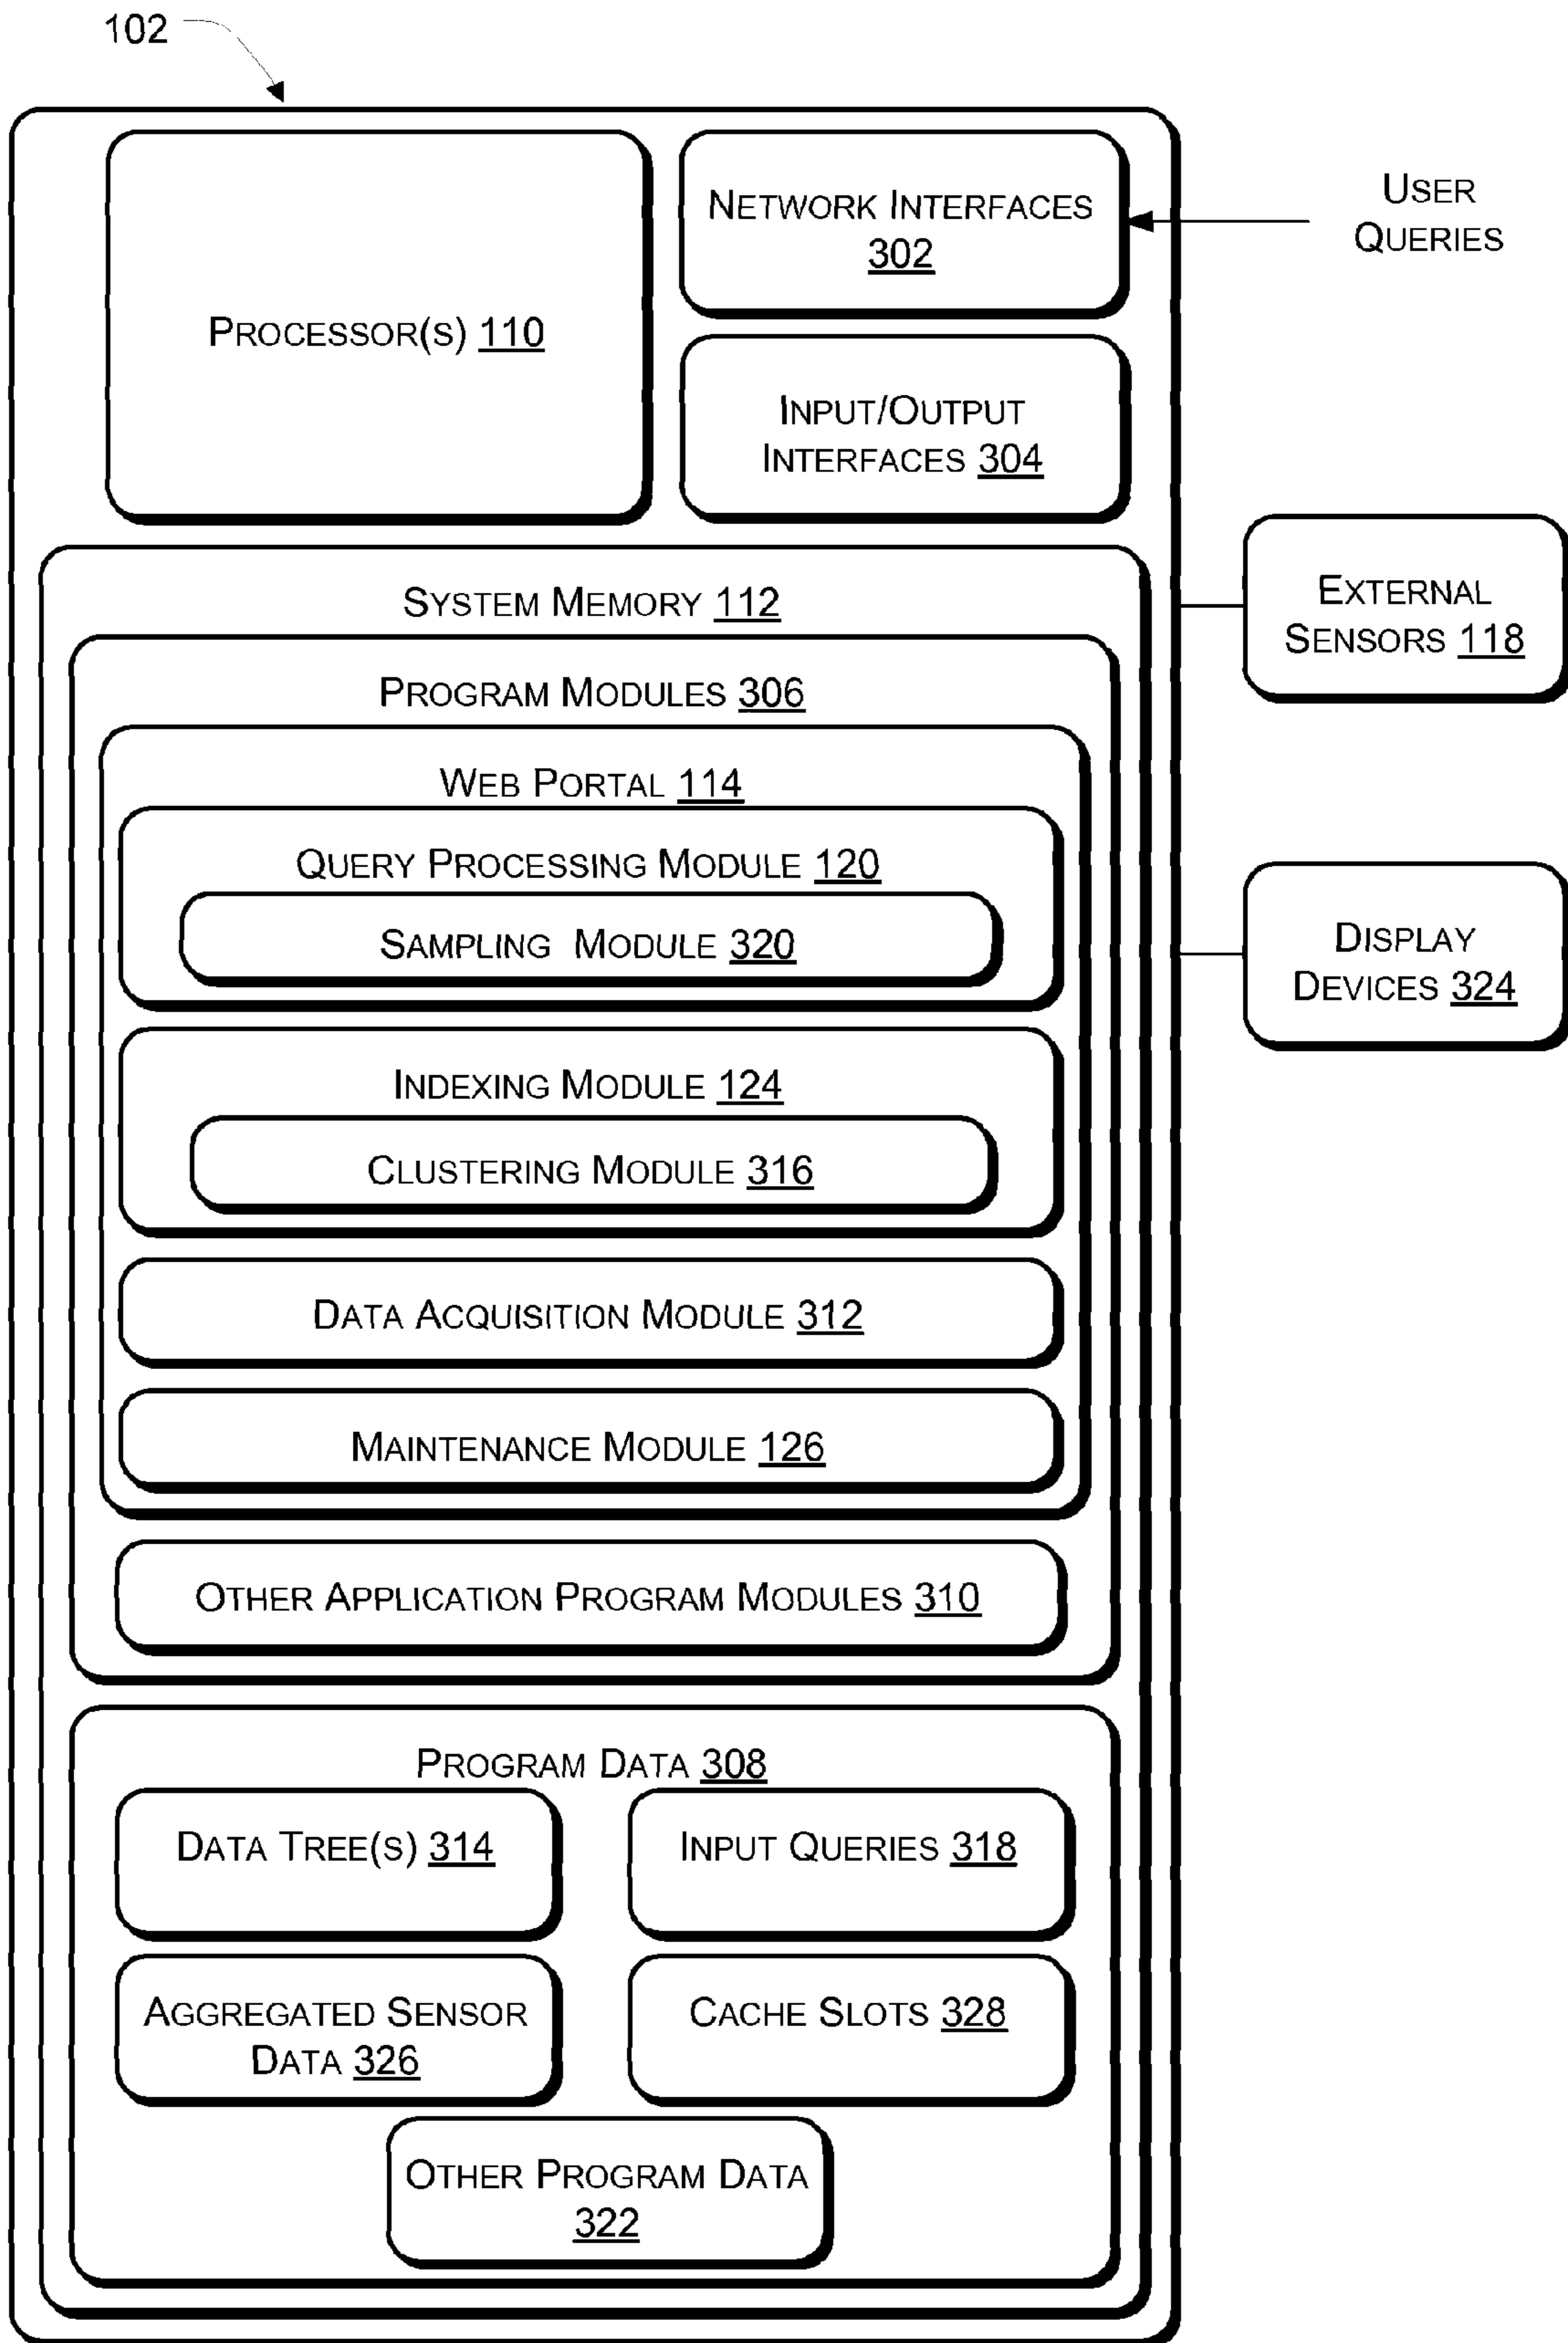 102
PROCESSOR(S) 110
NETWORK INTERFACES
302
USER
QUERIES
INPUT/OUTPUT
INTERFACES 304
SYSTEM MEMORY 112
EXTERNAL
SENSORS 118
PROGRAM MODULES 306
WEB PORTAL 114
QUERY PROCESSING MODULE 120
SAMPLING MODULE 320
DISPLAY
DEVICES 324
INDEXING MODULE 124
CLUSTERING MODULE 316
DATA ACQUISITION MODULE 312
MAINTENANCE MODULE 126
OTHER APPLICATION PROGRAM MODULES 310
PROGRAM DATA 308
DATA TREE(S) 314
INPUT QUERIES 318
AGGREGATED SENSOR
DATA 326
CACHE SLOTS 328
OTHER PROGRAM DATA
322